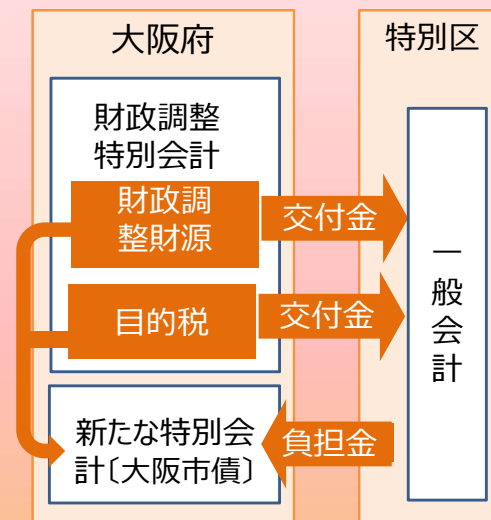 大阪府
財政調整
特別会計
財政調
整財源
目的税
新たな特別会
計〔大阪市債〕
交付金
交付金
負担金
特別区
一般会計